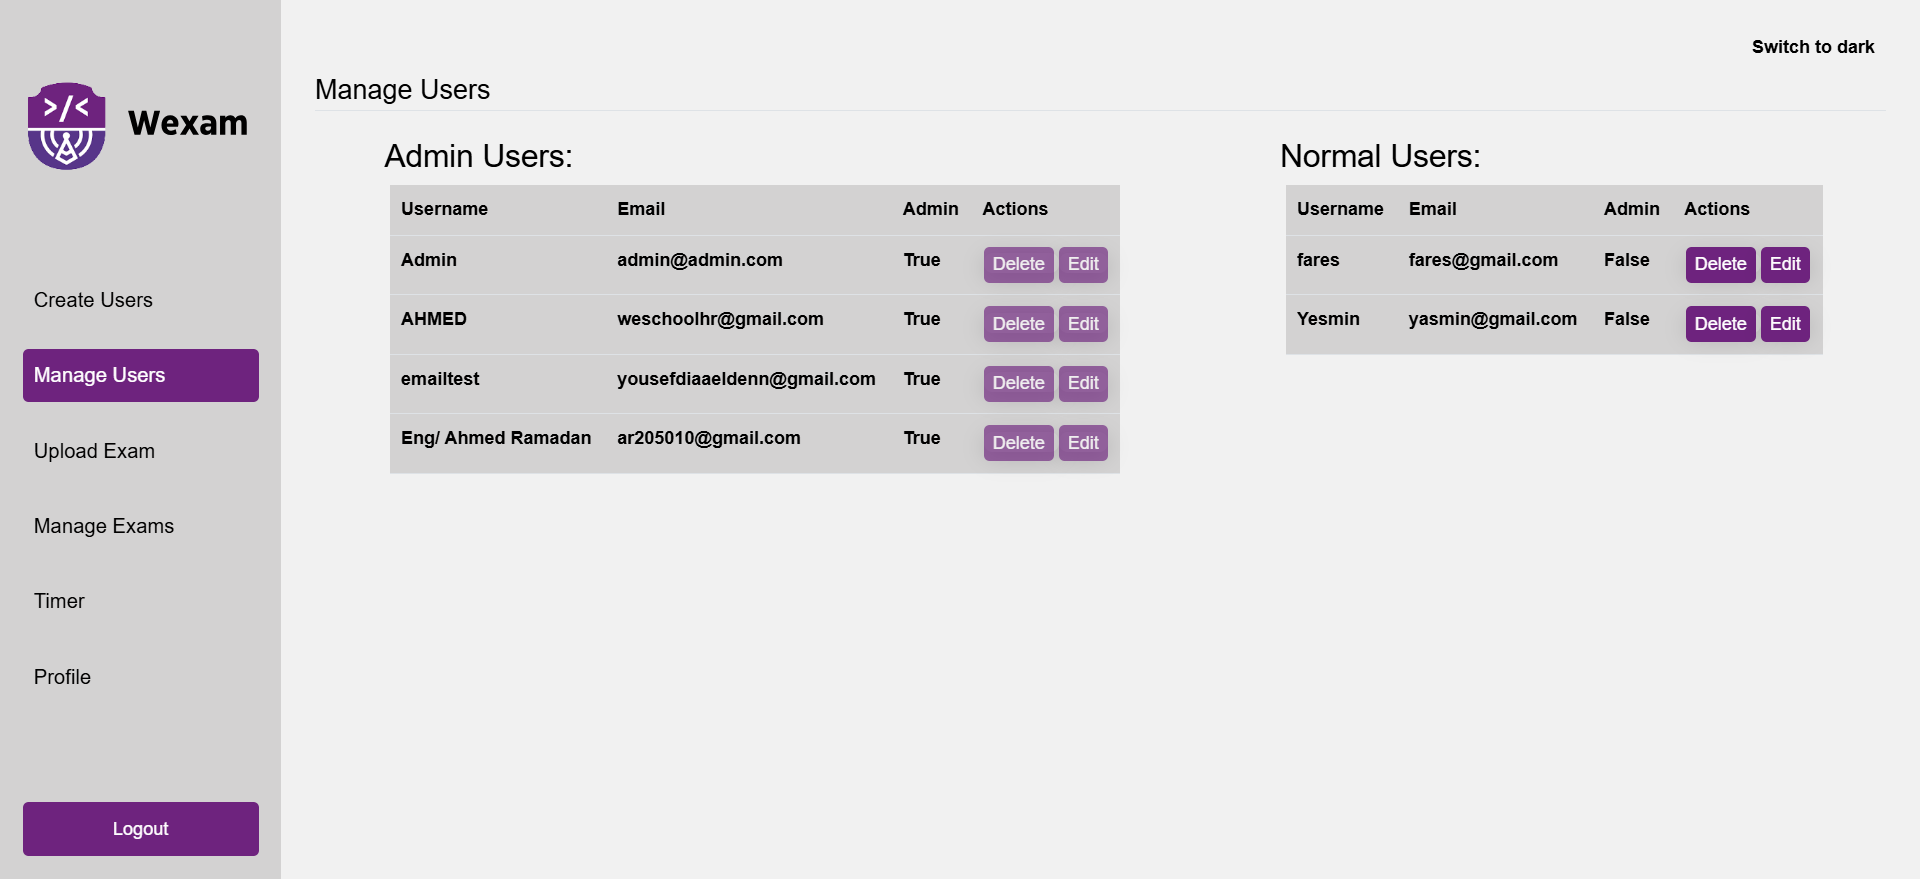 Wexam
Create Users
Manage Users
Upload Exam
Manage Exams
Timer
Profile
Logout
Switch to dark
Manage Users
Admin Users:
Username Email Admin Actions
Admin admin@admin.com True Delete Edit
AHMED weschoolhr@gmail.com True Delete Edit
emailtest yousefdiaaeldenn@gmail.com True Delete Edit
Eng/ Ahmed Ramadan ar205010@gmail.com True Delete Edit
Normal Users:
Username Email Admin Actions
fares fares@gmail.com False Delete Edit
Yesmin yasmin@gmail.com False Delete Edit